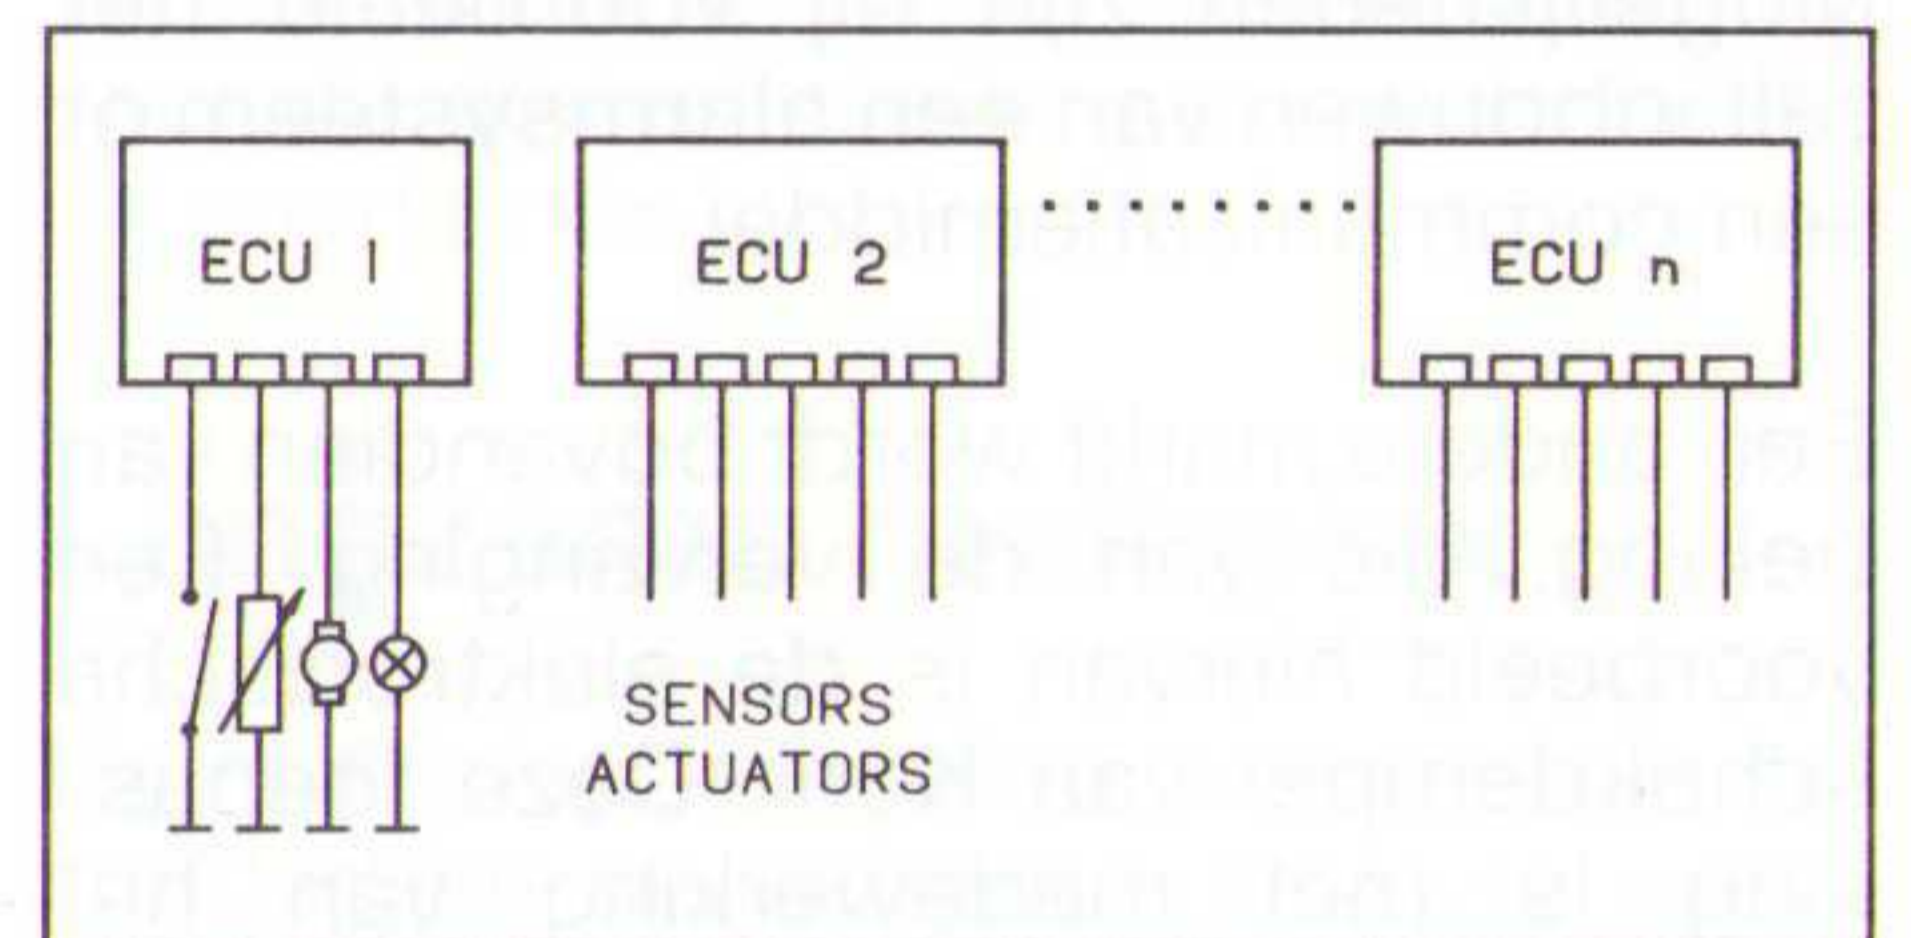 ECU 1
ECU 2
........
ECU n
SENSORS
ACTUATORS